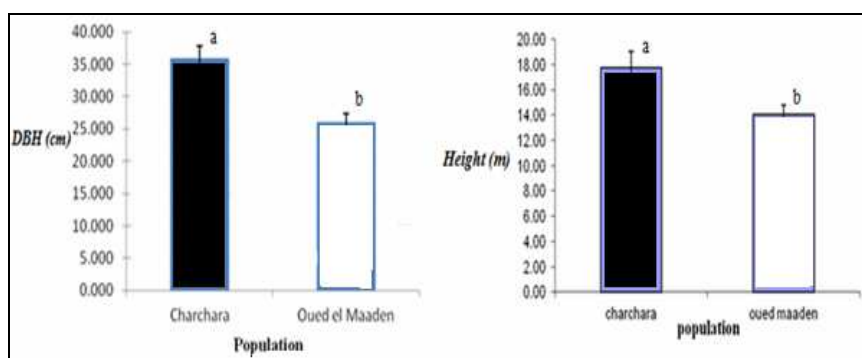 40.000
35.000
30.000
25.000
20.000
15.000
10.000
5.000
0.000
DBH (cm)
a
b
Charchara
Oued el Maaden
Population
20.00
18.00
16.00
14.00
12.00
10.00
8.00
6.00
4.00
2.00
0.00
Height (m)
a
b
charchara
oued maaden
population